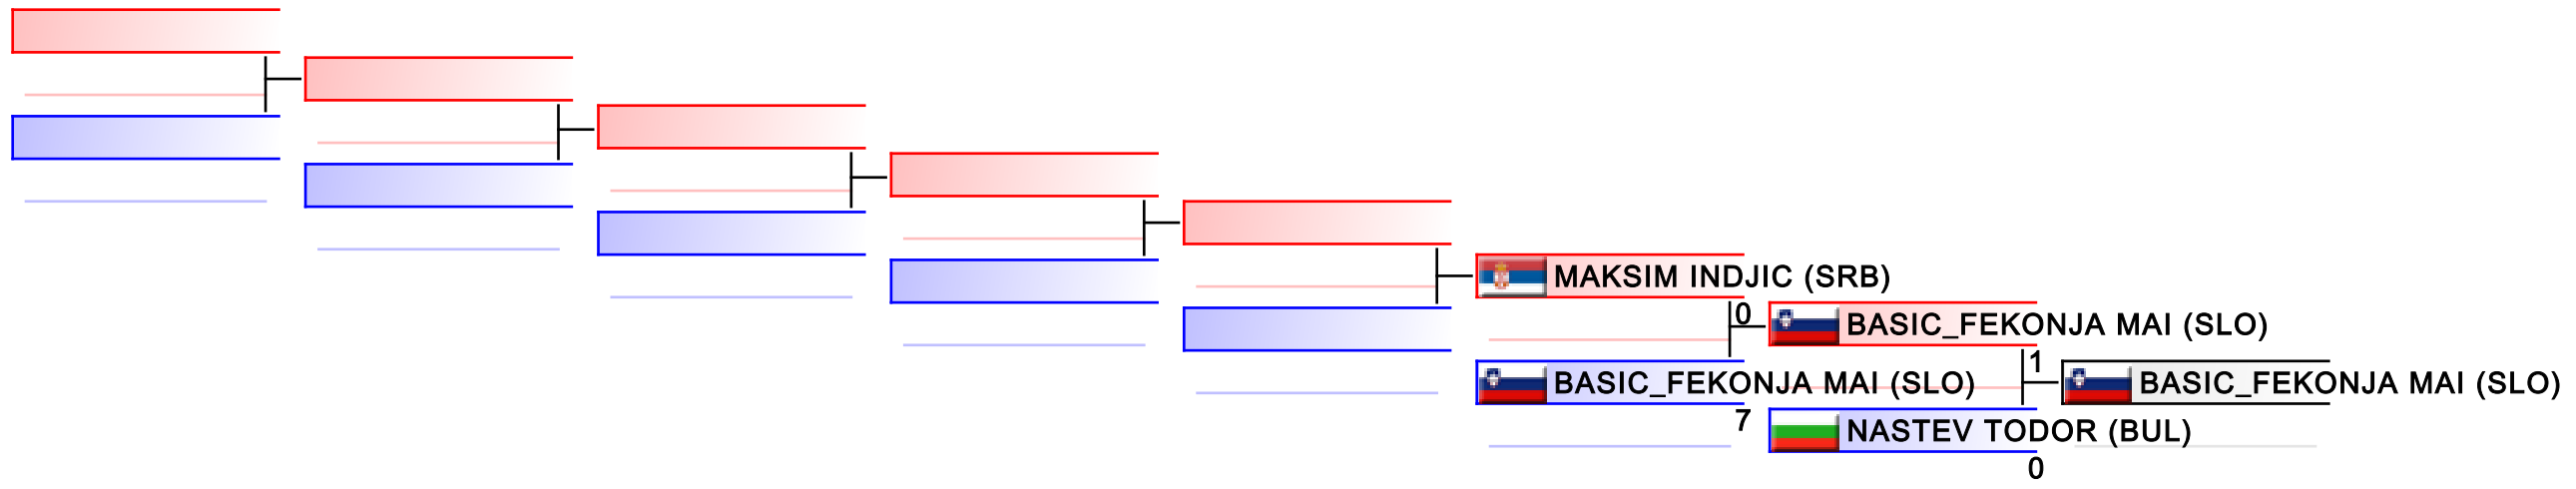 MAKSIM INDJIC (SRB)
0
BASIC_FEKONJA MAI (SLO)
7
BASIC_FEKONJA MAI (SLO)
1
NASTEV TODOR (BUL)
0
BASIC_FEKONJA MAI (SLO)